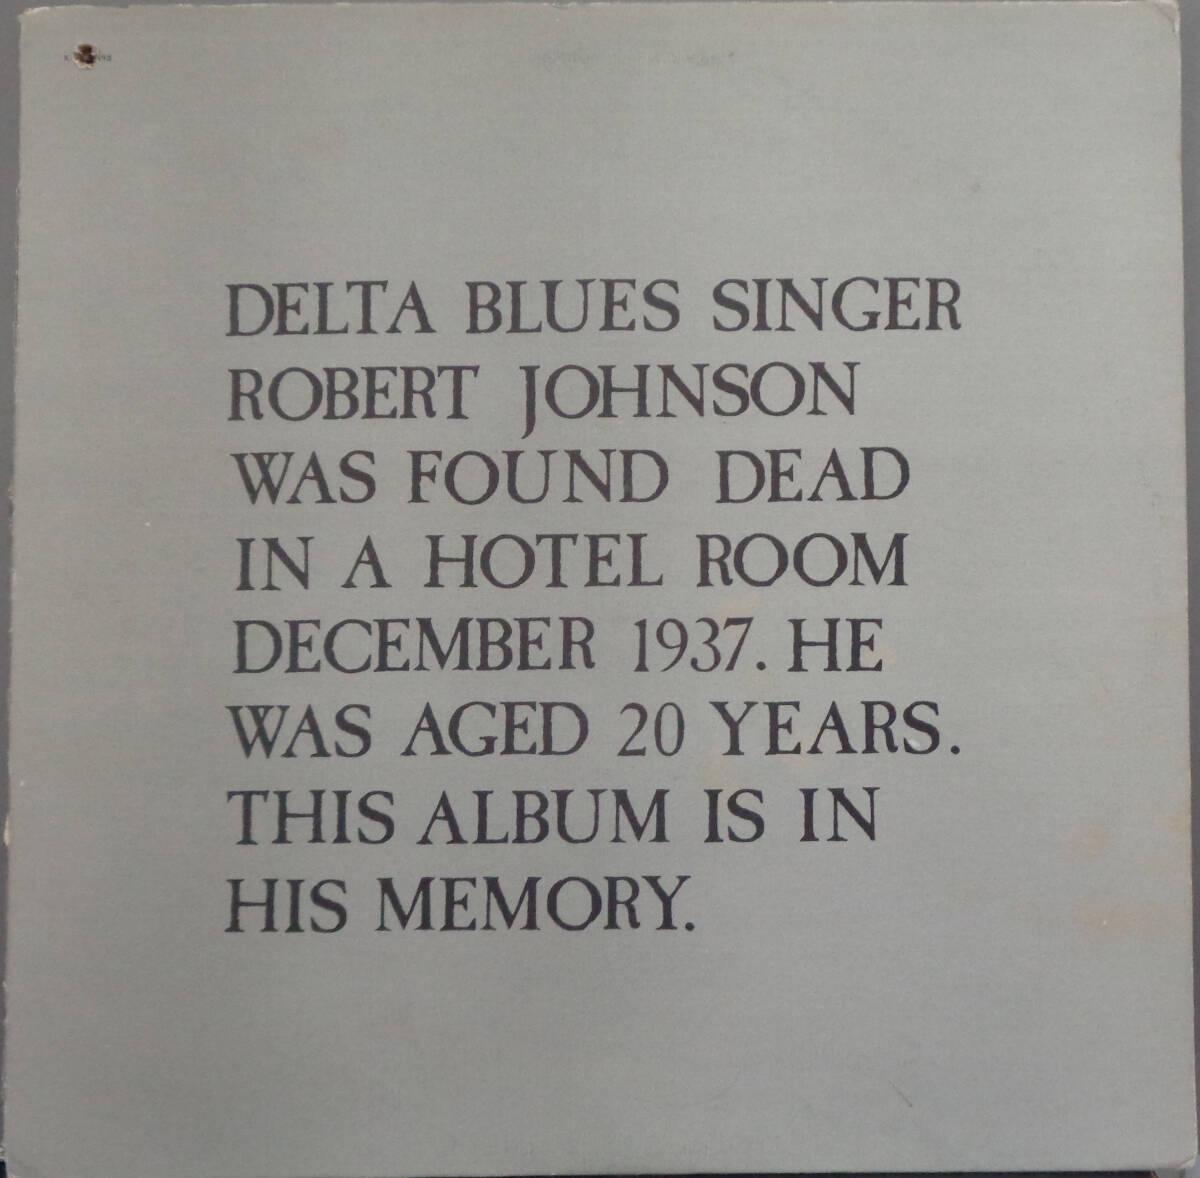 DELTA BLUES SINGER
ROBERT JOHNSON
WAS FOUND DEAD
IN A HOTEL ROOM
DECEMBER 1937. HE
WAS AGED 20 YEARS.
THIS ALBUM IS IN
HIS MEMORY.